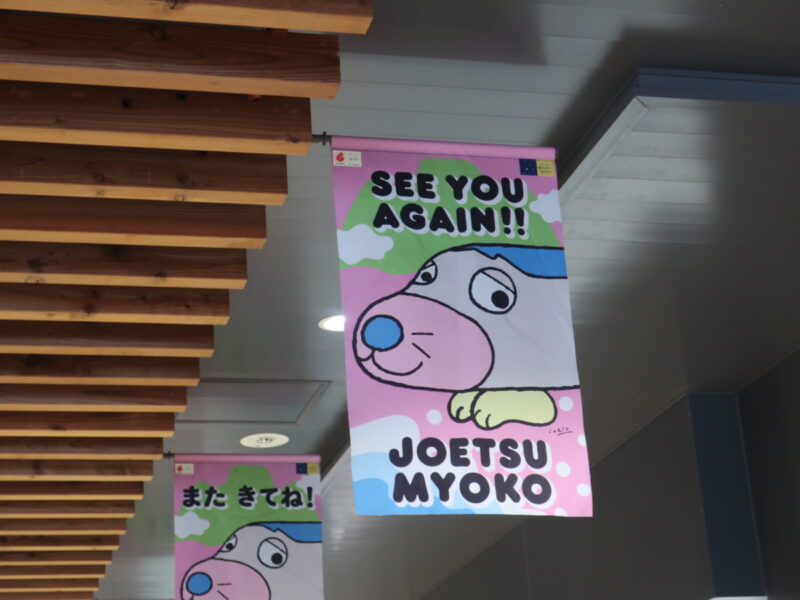 SEE YOU
AGAIN!!
JOETSU
MYOKO
また きてね!